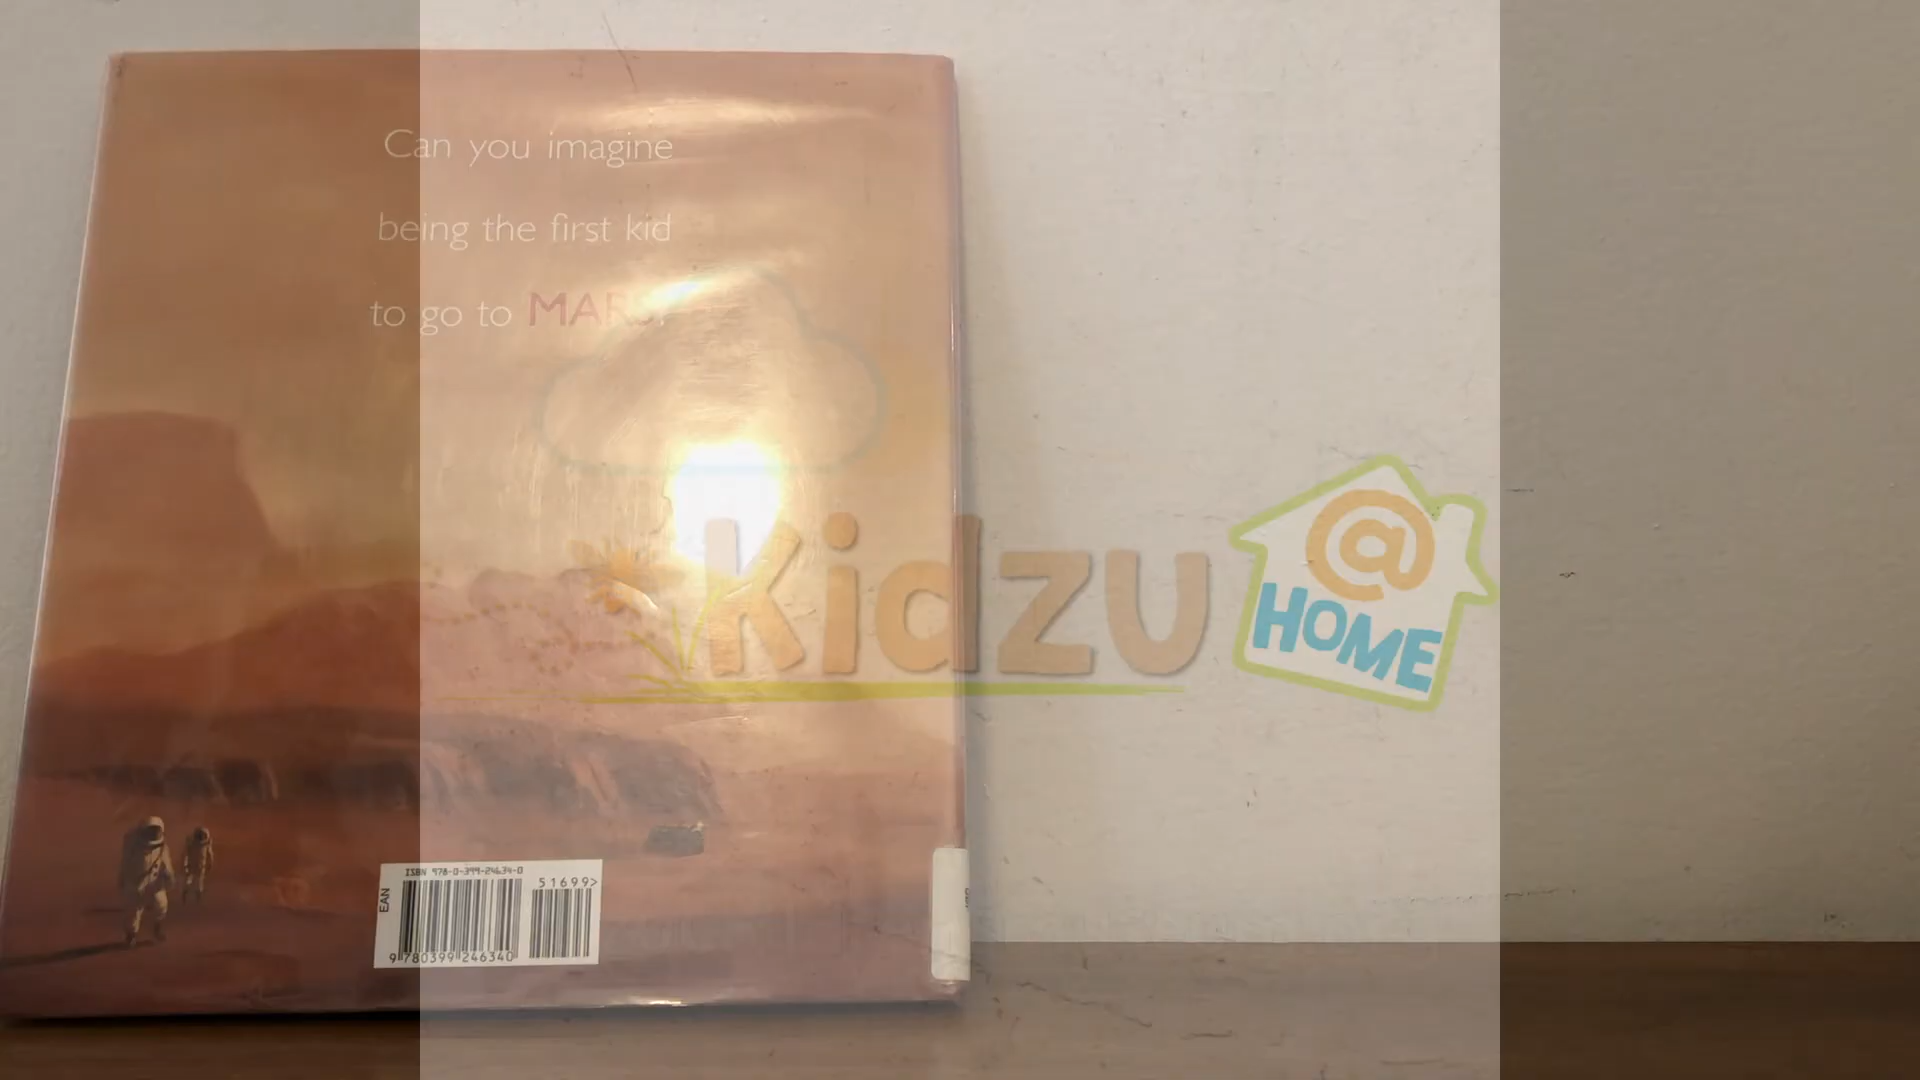 Can you imagine
being the first kid
to go to MARS?
Kidzu
@
HOME
ISBN 978-0-399-24634-0
51699>
EAN
9 780399 246340